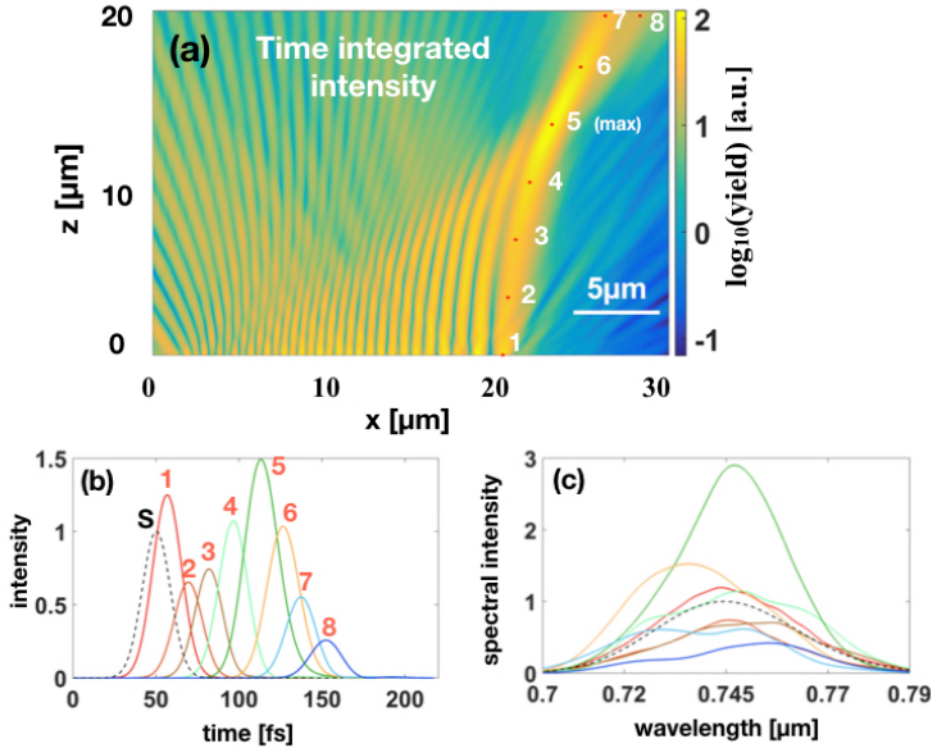 20
(a)
Time integrated
intensity
7
8
2
6
5 (max)
1
10
4
z [µm]
3
0
log10(yield) [a.u.]
2
5µm
1
-1
0
0
10
20
30
x [µm]
1.5
(b)
5
1
S
4
6
1
3
2
7
0.5
8
0
0
50
100
150
200
intensity
time [fs]
3
(c)
2
1
0
0.7
0.72
0.745
0.77
0.79
spectral intensity
wavelength [µm]